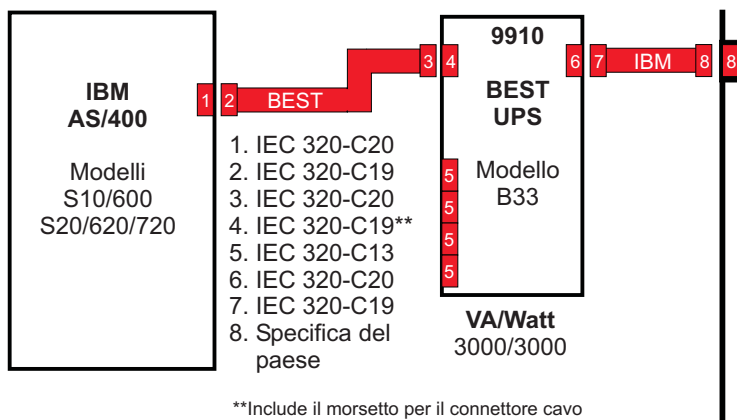 IBM
AS/400
Modelli
S10/600
S20/620/720
1
2
BEST
3
4
9910
BEST
UPS
Modello
B33
5
5
5
5
6
7
IBM
8
8
VA/Watt
3000/3000
1. IEC 320-C20
2. IEC 320-C19
3. IEC 320-C20
4. IEC 320-C19**
5. IEC 320-C13
6. IEC 320-C20
7. IEC 320-C19
8. Specifica del
paese
**Include il morsetto per il connettore cavo